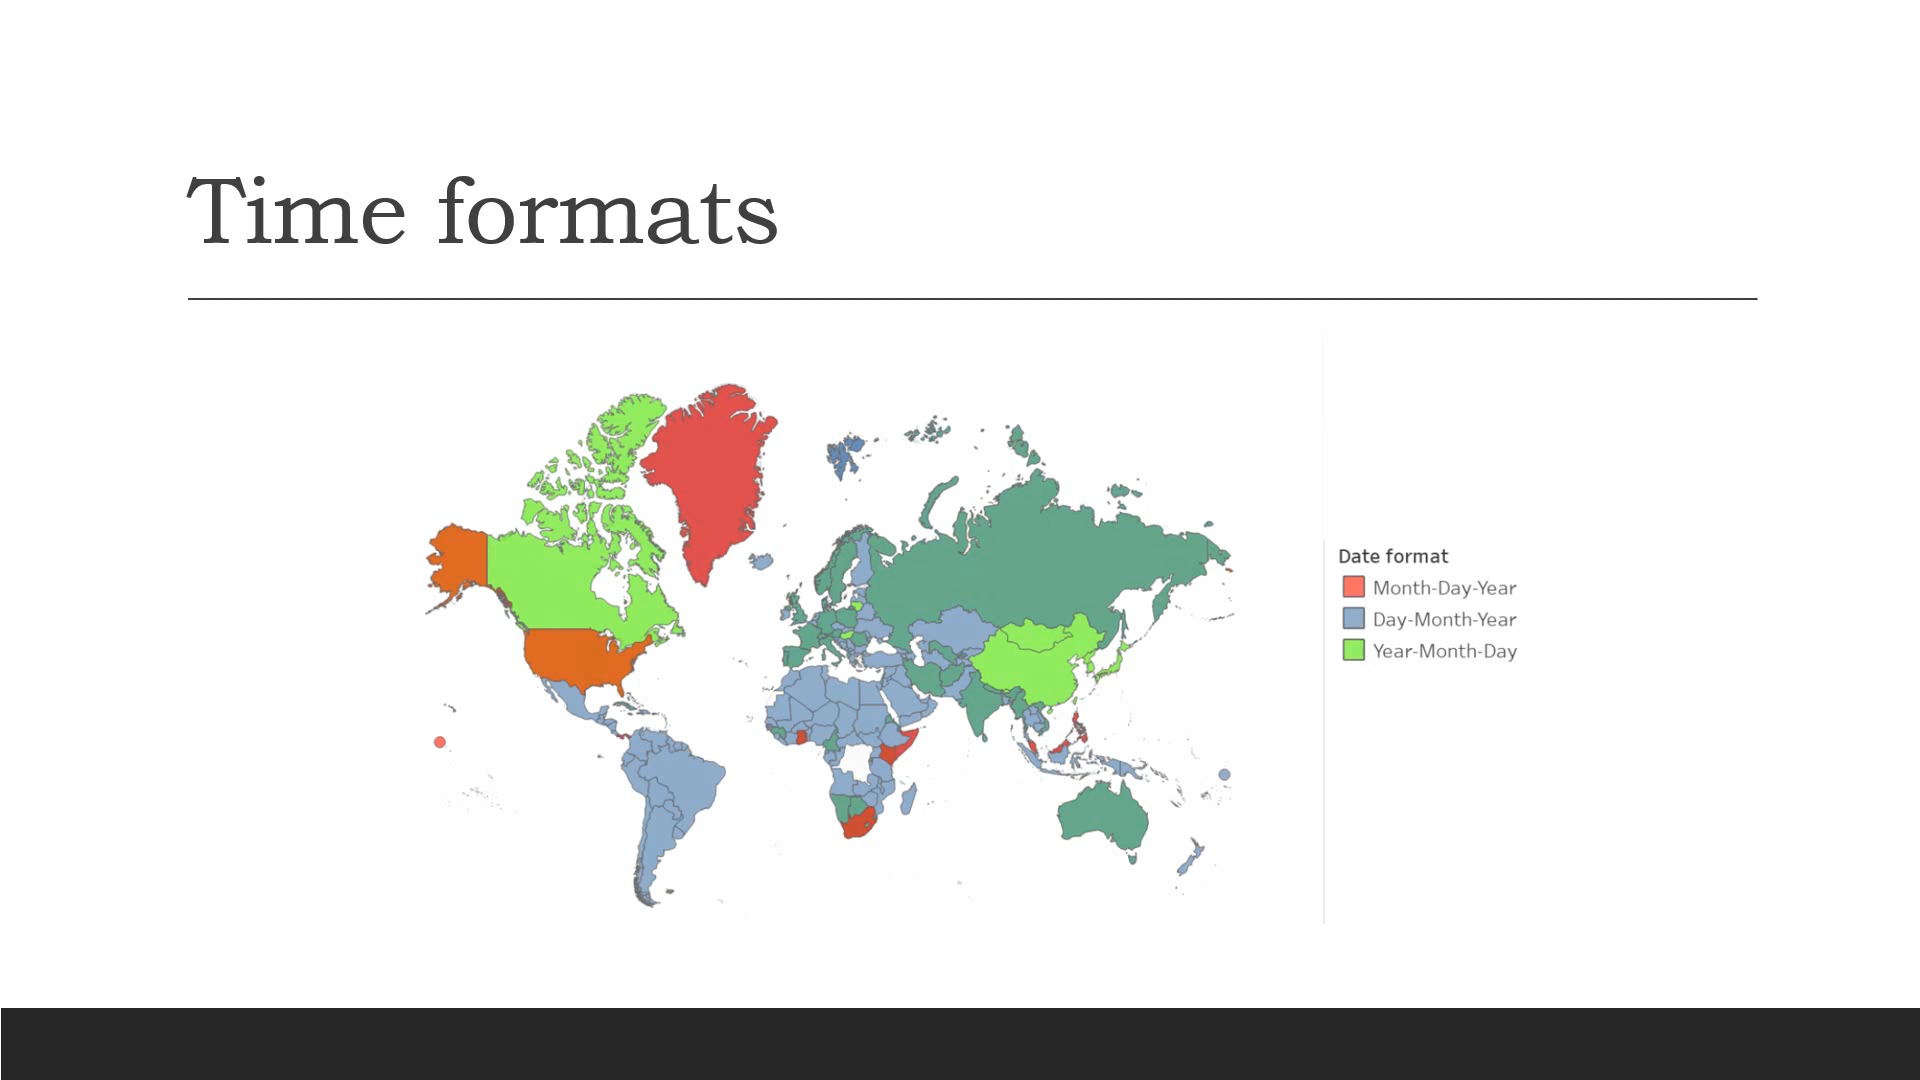 Time formats
Date format
Month-Day-Year
Day-Month-Year
Year-Month-Day